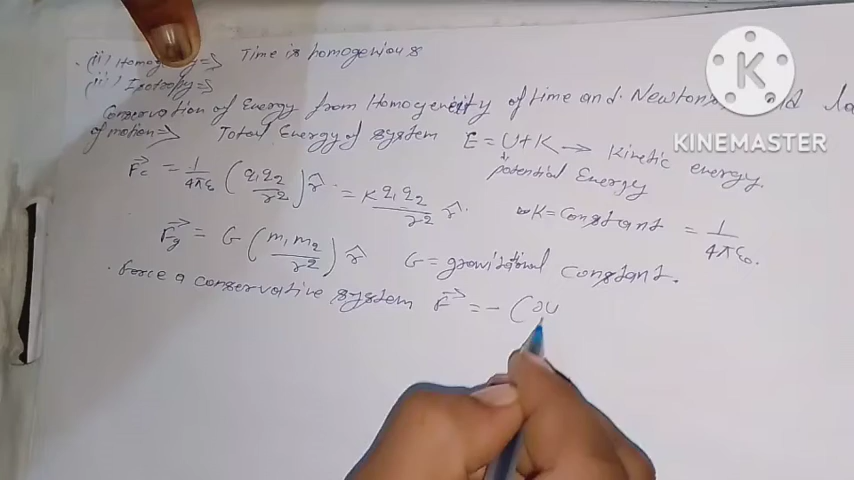 (ii) Homog =>) Time is homogenious
(iii) Isotropy =>
Conservation of Energy from Homogeneity of time and. Newton's
of motion => Total Energy of system E = U + K → Kinetic energy.
↓ potential Energy
F⃗c = 1/4πε₀ (q₁q₂/r²) r̂ = K q₁q₂/r² r̂. K = Constant = 1/4πε₀.
F⃗g = G (m₁m₂/r²) r̂ G = gravitational constant.
. Force a conservative system F⃗ = - (∂U
K
KINEMASTER